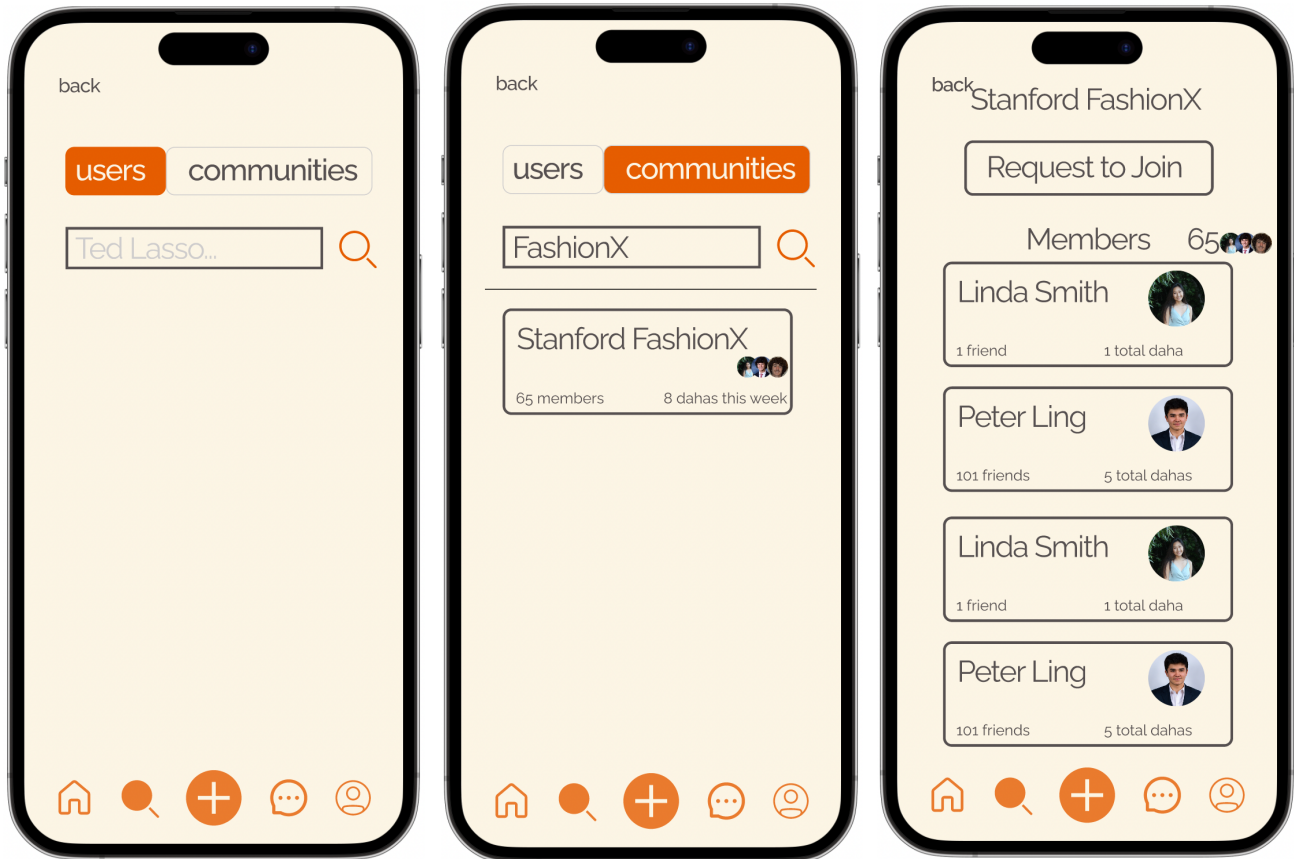 back
users communities
Ted Lasso...
back
users communities
FashionX
Stanford FashionX
65 members 8 dahas this week
back
Stanford FashionX
Request to Join
Members 65
Linda Smith
1 friend 1 total daha
Peter Ling
101 friends 5 total dahas
Linda Smith
1 friend 1 total daha
Peter Ling
101 friends 5 total dahas